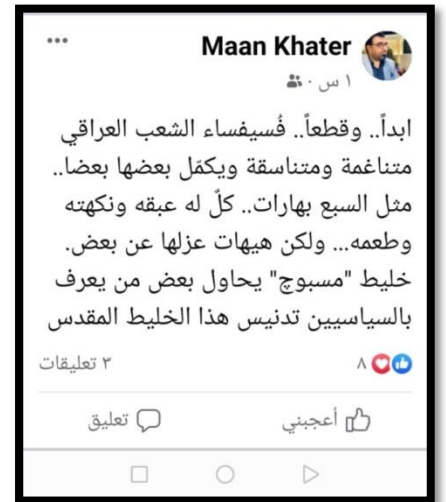 Maan Khater
١ س ·
ابداً.. وقطعاً.. فُسيفساء الشعب العراقي
متناغمة ومتناسقة ويكمّل بعضها بعضا..
مثل السبع بهارات.. كلٌ له عبقه ونكهته
وطعمه... ولكن هيهات عزلها عن بعض.
خليط "مسبوچ" يحاول بعض من يعرف
بالسياسيين تدنيس هذا الخليط المقدس
٨
٣ تعليقات
أعجبني
تعليق